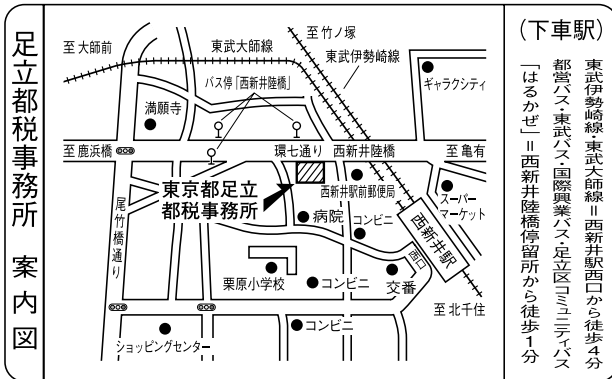 足立都税事務所 案内図
至 大師前
東武大師線
至 竹ノ塚
東武伊勢崎線
バス停「西新井陸橋」
ギャラクシティ
満願寺
至 鹿浜橋
環七通り
西新井陸橋
至 亀有
東京都足立
都税事務所
西新井駅前郵便局
スーパー
マーケット
尾竹橋通り
病院
コンビニ
西新井駅
西口
栗原小学校
コンビニ
交番
至 北千住
コンビニ
ショッピングセンター
(下車駅)
東武伊勢崎線・東武大師線＝西新井駅西口から徒歩4分
都営バス・東武バス・国際興業バス・足立区コミュニティバス
「はるかぜ」＝西新井陸橋停留所から徒歩1分